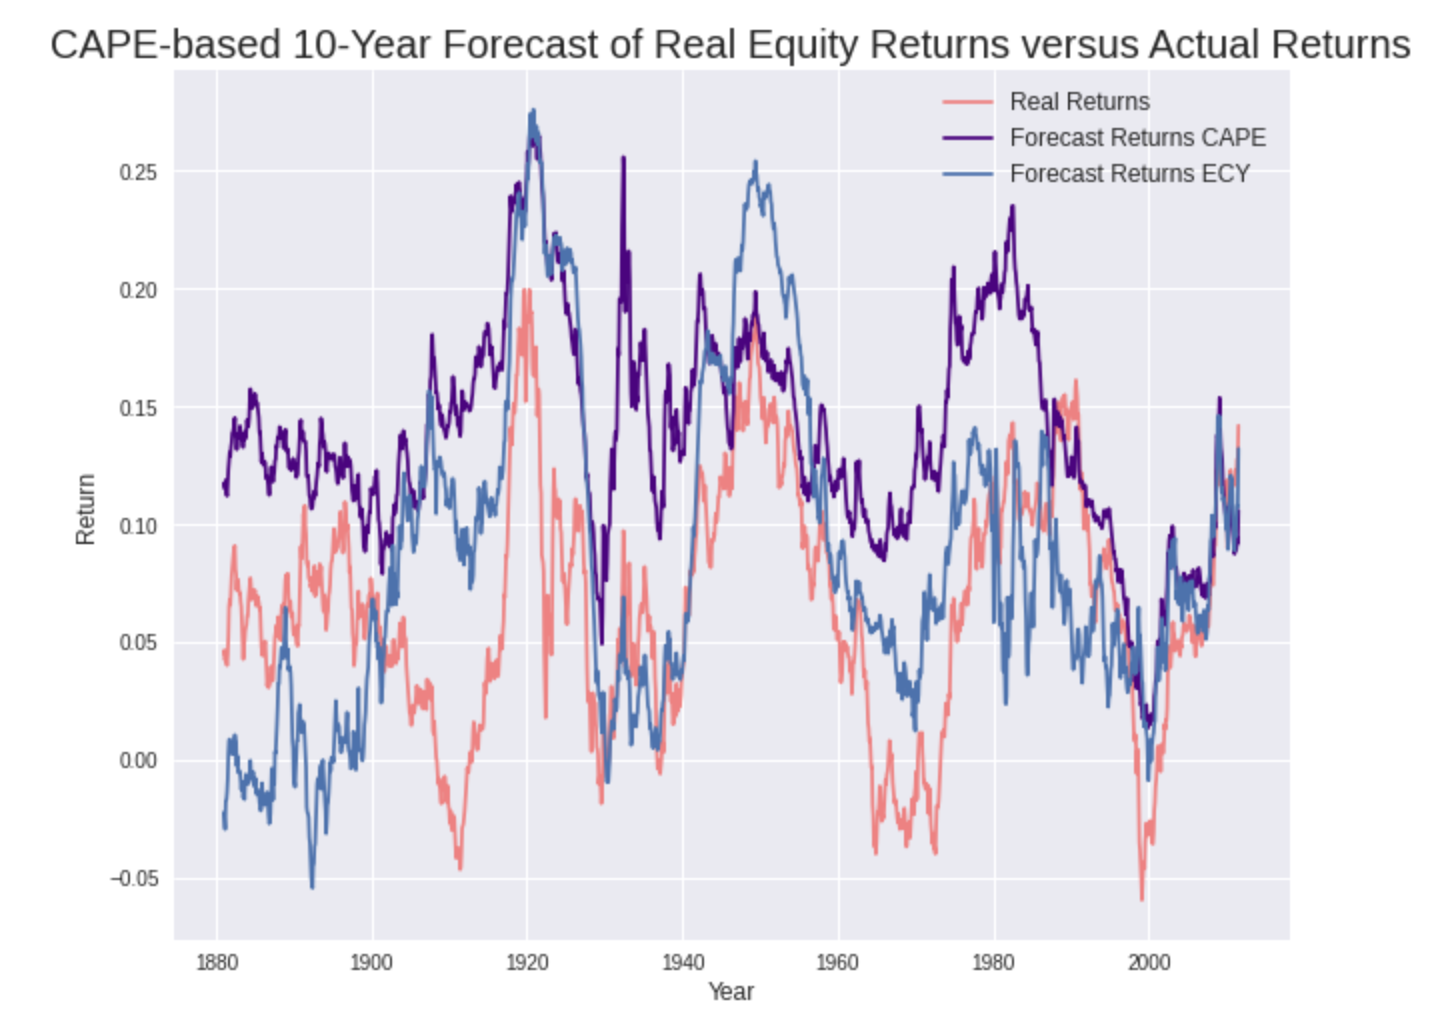 CAPE-based 10-Year Forecast of Real Equity Returns versus Actual Returns
Real Returns
Forecast Returns CAPE
Forecast Returns ECY
0.25
0.20
0.15
0.10
0.05
0.00
−0.05
Return
1880 1900 1920 1940 1960 1980 2000
Year